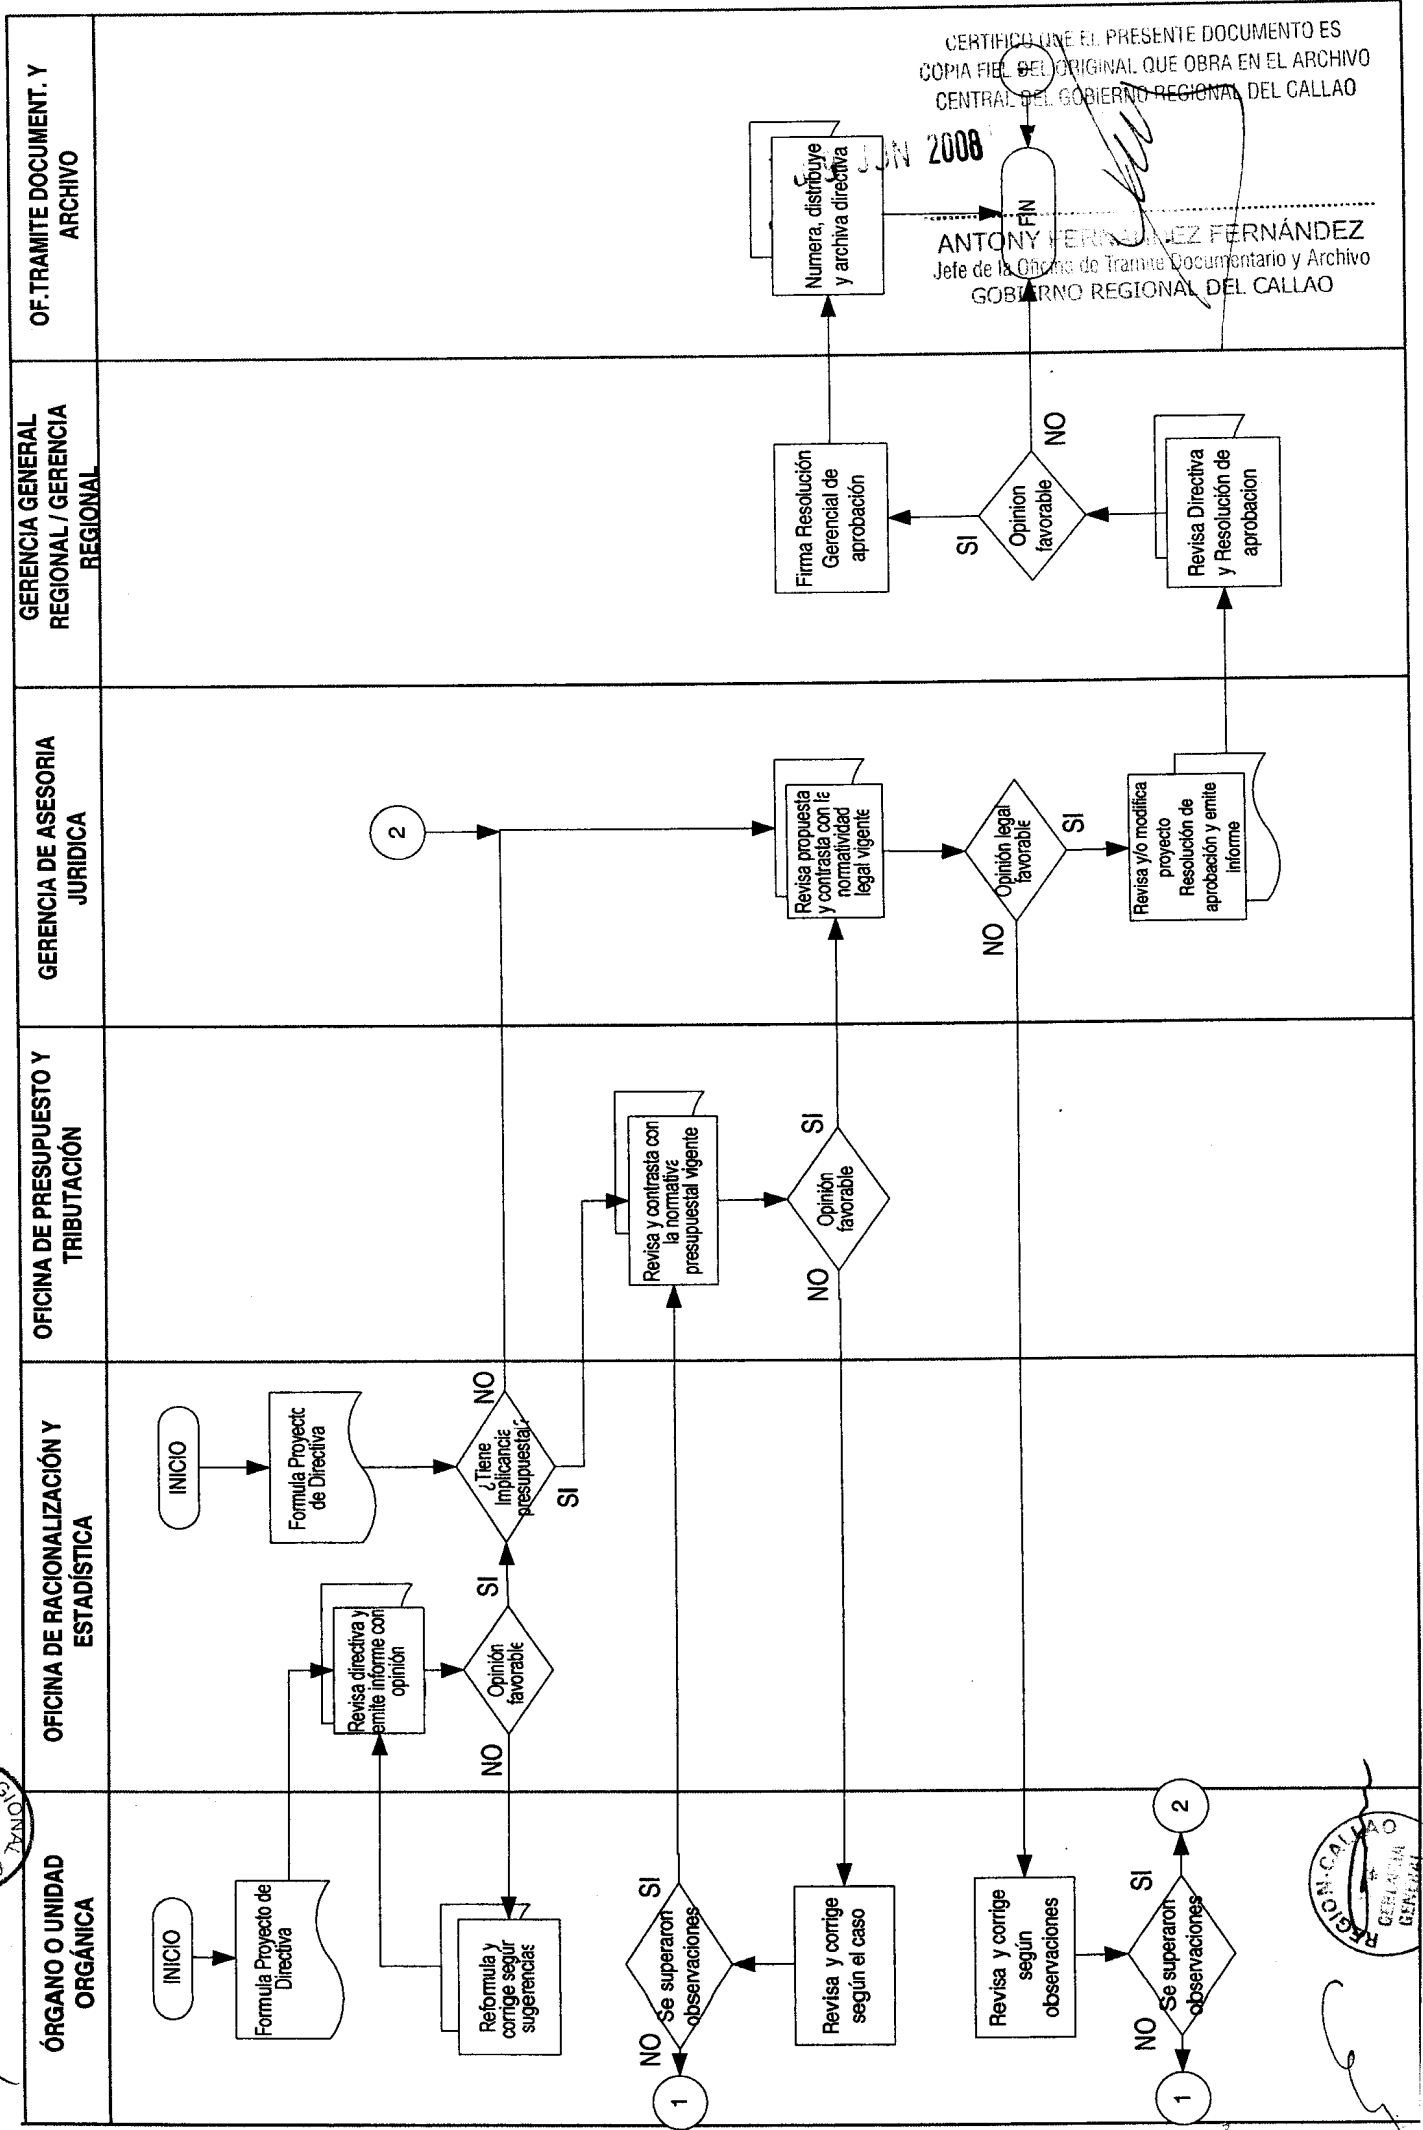 ÓRGANO O UNIDAD
ORGÁNICA
OFICINA DE RACIONALIZACIÓN Y
ESTADÍSTICA
OFICINA DE PRESUPUESTO Y
TRIBUTACIÓN
GERENCIA DE ASESORIA
JURIDICA
GERENCIA GENERAL
REGIONAL / GERENCIA
REGIONAL
OF.TRAMITE DOCUMENT. Y
ARCHIVO
INICIO
Formula Proyecto de
Directiva
INICIO
Formula Proyecto
de Directiva
Revisa directiva y
emite informe con
opinión
Opinión
favorable
SI
NO
Reformula y
corrige segun
sugerencias
¿Tiene
Implicancia
presupuestal?
NO
SI
2
Revisa y contrasta con
la normativa
presupuestal vigente
Opinión
favorable
SI
NO
Se superaron
observaciones
SI
NO
1
Revisa y corrige
según el caso
Revisa propuesta
y contrasta con la
normatividad
legal vigente
Opinión legal
favorable
NO
SI
Revisa y corrige
según
observaciones
Se superaron
observaciones
SI
2
NO
1
Revisa y/o modifica
proyecto
Resolución de
aprobación y emite
informe
Revisa Directiva
y Resolución de
aprobacion
Opinion
favorable
SI
NO
Firma Resolución
Gerencial de
aprobación
Numera, distribuye
y archiva directiva
FIN
CERTIFICO QUE EL PRESENTE DOCUMENTO ES
COPIA FIEL DEL ORIGINAL QUE OBRA EN EL ARCHIVO
CENTRAL DEL GOBIERNO REGIONAL DEL CALLAO
JUN 2008
ANTONY FERNANDEZ FERNÁNDEZ
Jefe de la Oficina de Tramite Documentario y Archivo
GOBIERNO REGIONAL DEL CALLAO
REGION CALLAO
GERENCIA
GENERAL